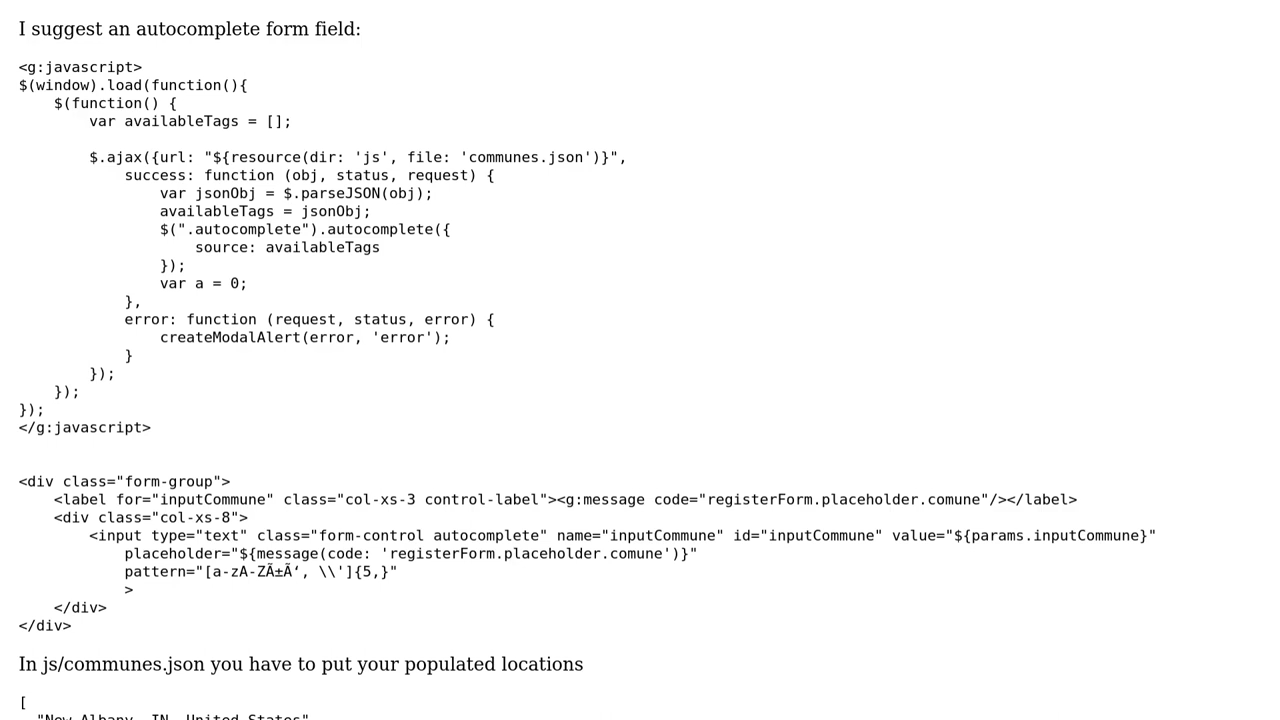 I suggest an autocomplete form field:
<g:javascript>
$(window).load(function(){
    $(function() {
        var availableTags = [];
        $.ajax({url: "${resource(dir: 'js', file: 'communes.json')}",
            success: function (obj, status, request) {
                var jsonObj = $.parseJSON(obj);
                availableTags = jsonObj;
                $(".autocomplete").autocomplete({
                    source: availableTags
                });
                var a = 0;
            },
            error: function (request, status, error) {
                createModalAlert(error, 'error');
            }
        });
    });
});
</g:javascript>
<div class="form-group">
    <label for="inputCommune" class="col-xs-3 control-label"><g:message code="registerForm.placeholder.comune"/></label>
    <div class="col-xs-8">
        <input type="text" class="form-control autocomplete" name="inputCommune" id="inputCommune" value="${params.inputCommune}"
            placeholder="${message(code: 'registerForm.placeholder.comune')}"
            pattern="[a-zA-ZÃ±Ã‘, \\']{5,}"
            >
    </div>
</div>
In js/communes.json you have to put your populated locations
[
  "New Albany, IN, United States"